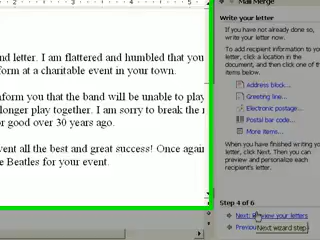 Mail Merge
Write your letter
If you have not already done so,
write your letter now.
To add recipient information to your
letter, click a location in the
document, and then click one of the
items below.
Address block...
Greeting line...
Electronic postage...
Postal bar code...
More items...
When you have finished writing your
letter, click Next. Then you can
preview and personalize each
recipient's letter.
Step 4 of 6
Next: Preview your letters
Previou
Next wizard step
5
and letter. I am flattered and humbled that you
form at a charitable event in your town.
nform you that the band will be unable to play
longer play together. I am sorry to break the
r good over 30 years ago.
vent all the best and great success! Once again
e Beatles for your event.